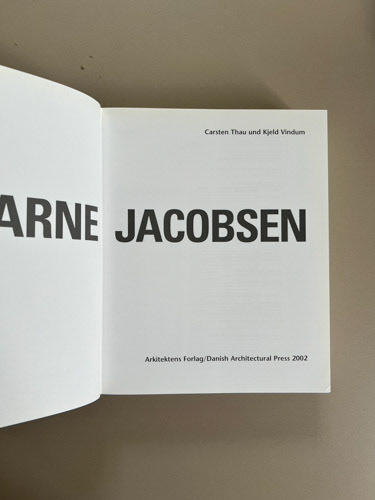 Carsten Thau und Kjeld Vindum
ARNE JACOBSEN
Arkitektens Forlag/Danish Architectural Press 2002